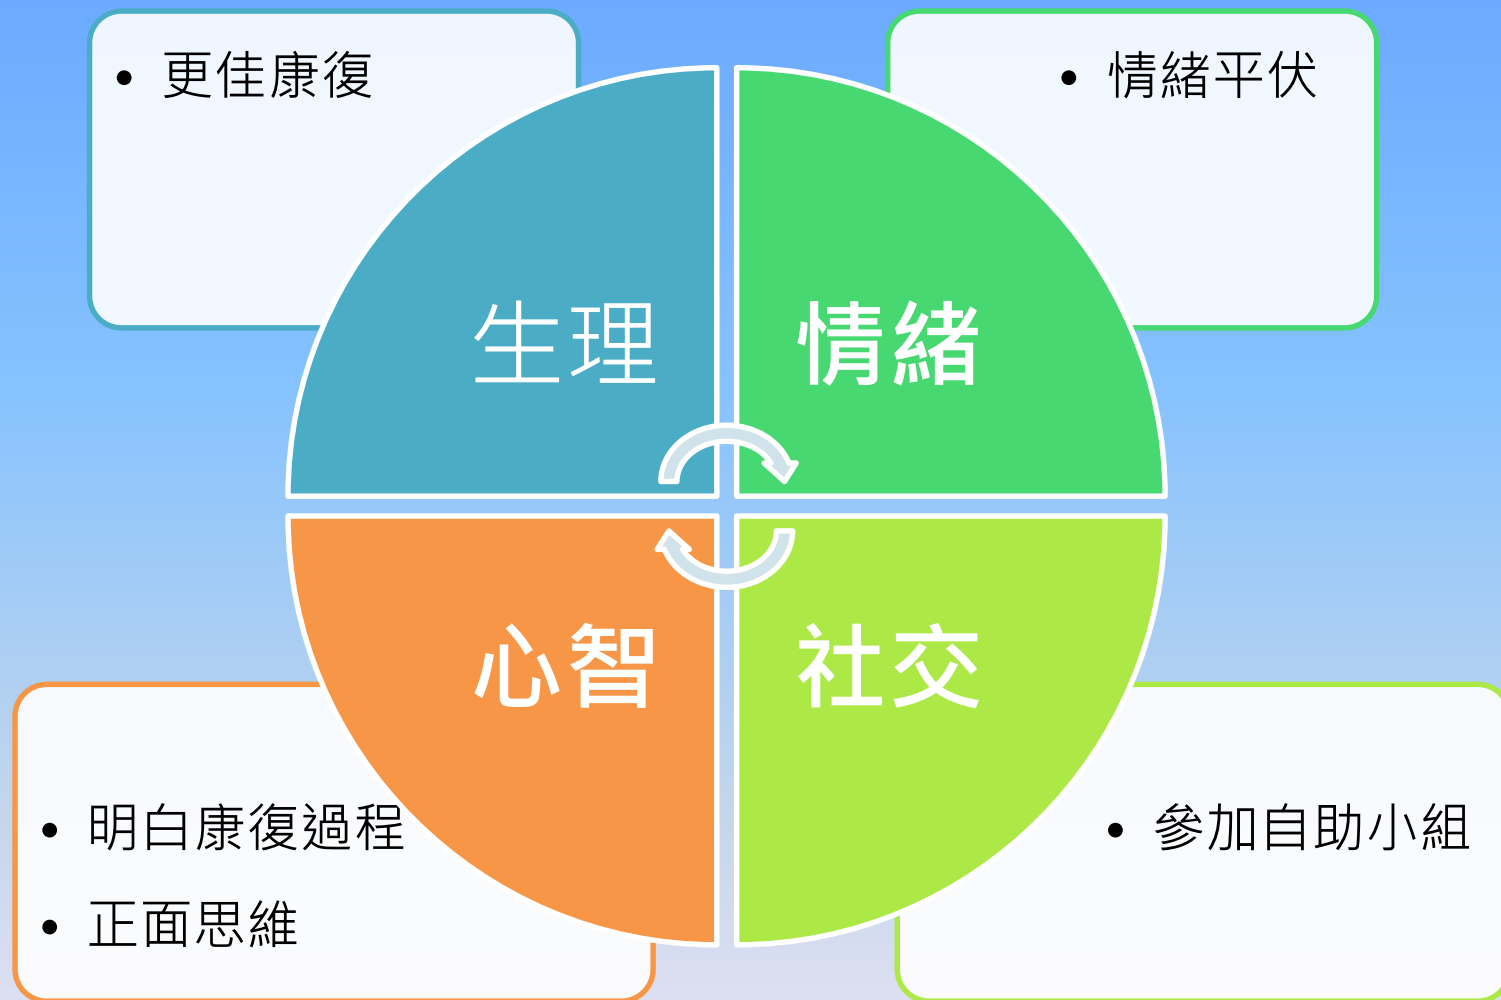 更佳康復
情緒平伏
生理
情緒
心智
社交
明白康復過程
正面思維
參加自助小組